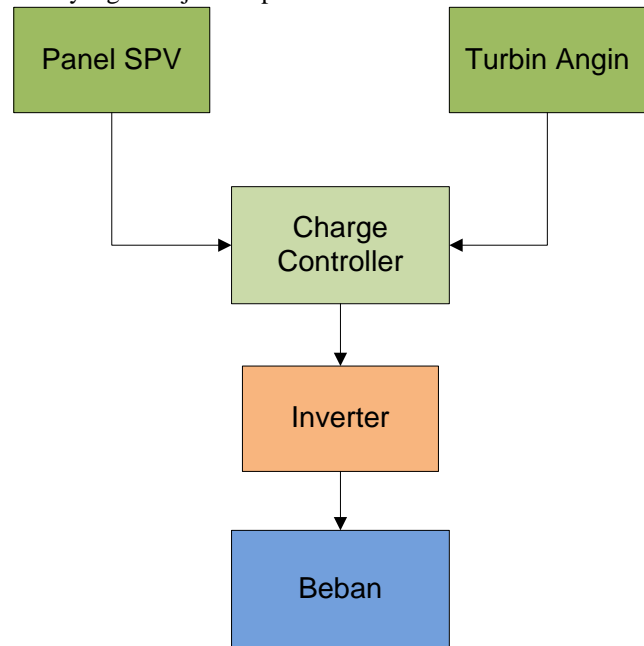 Panel SPV
Turbin Angin
Charge
Controller
Inverter
Beban